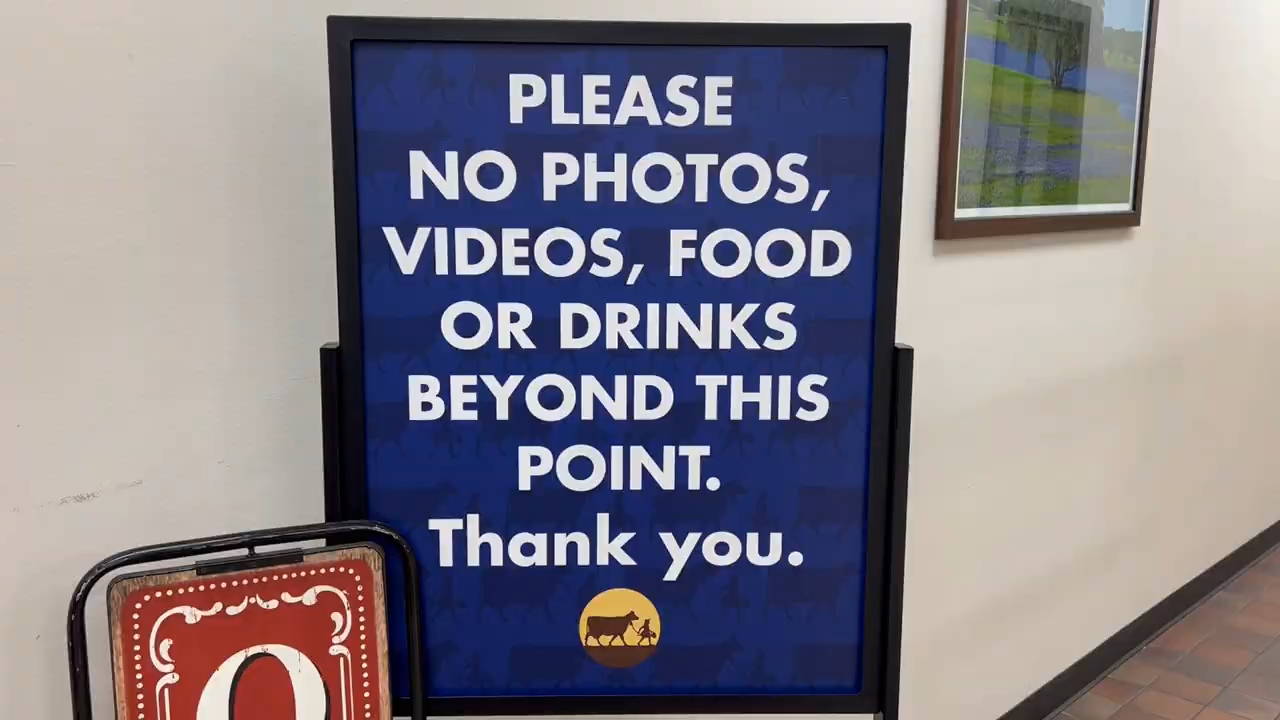 PLEASE
NO PHOTOS,
VIDEOS, FOOD
OR DRINKS
BEYOND THIS
POINT.
Thank you.